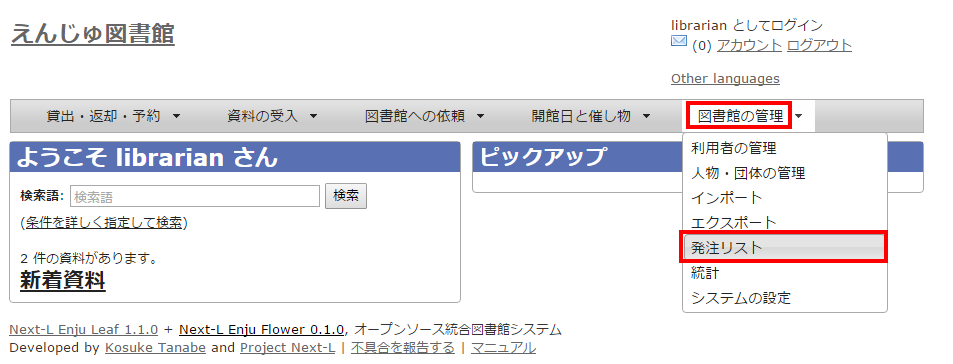 えんじゅ図書館
librarian としてログイン
(0) アカウント ログアウト
Other languages
貸出・返却・予約 資料の受入 図書館への依頼 開館日と催し物 図書館の管理
利用者の管理
人物・団体の管理
インポート
エクスポート
発注リスト
統計
システムの設定
ようこそ librarian さん
検索語: 検索語 検索
(条件を詳しく指定して検索)
2 件の資料があります。
新着資料
ピックアップ
Next-L Enju Leaf 1.1.0 + Next-L Enju Flower 0.1.0, オープンソース統合図書館システム
Developed by Kosuke Tanabe and Project Next-L | 不具合を報告する | マニュアル